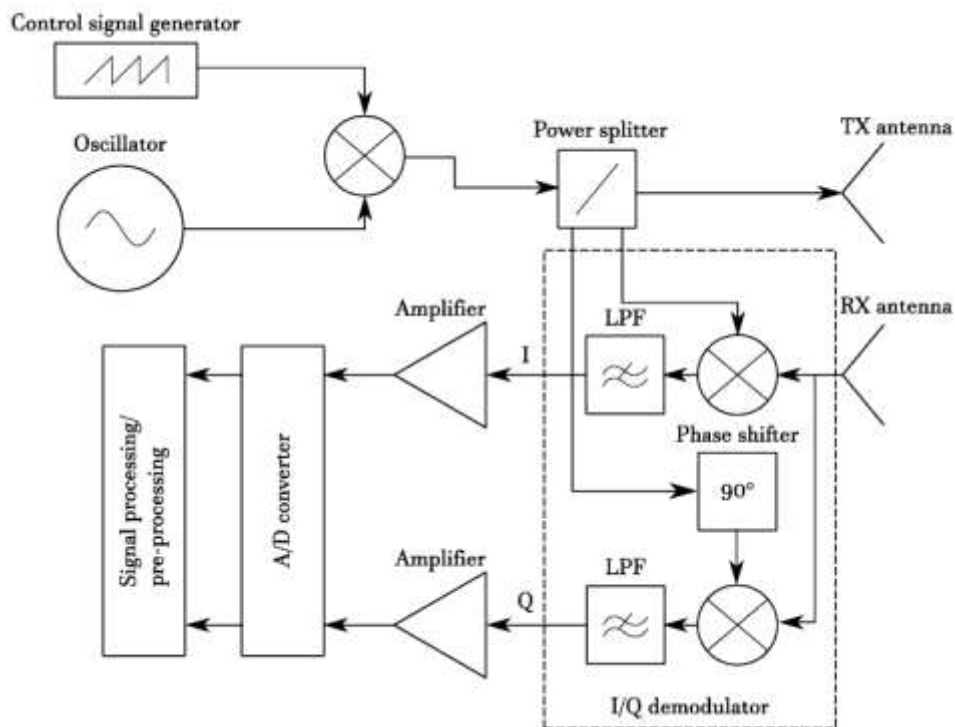 Control signal generator
Oscillator
Power splitter
TX antenna
RX antenna
Amplifier
I
LPF
Phase shifter
90°
Signal processing/
pre-processing
A/D converter
Amplifier
Q
LPF
I/Q demodulator